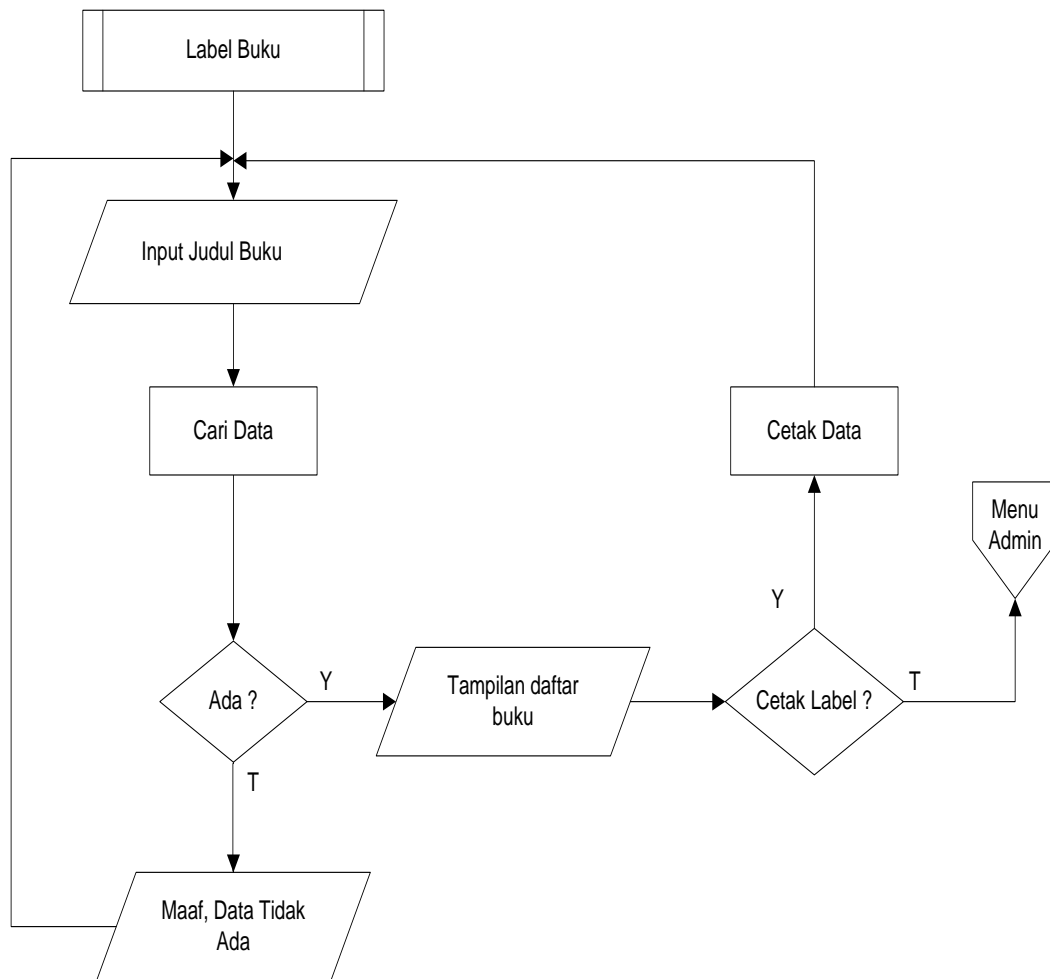 Label Buku
Input Judul Buku
Cari Data
Cetak Data
Menu
Admin
Y
Ada ?
Y
Tampilan daftar
buku
Cetak Label ?
T
T
Maaf, Data Tidak
Ada